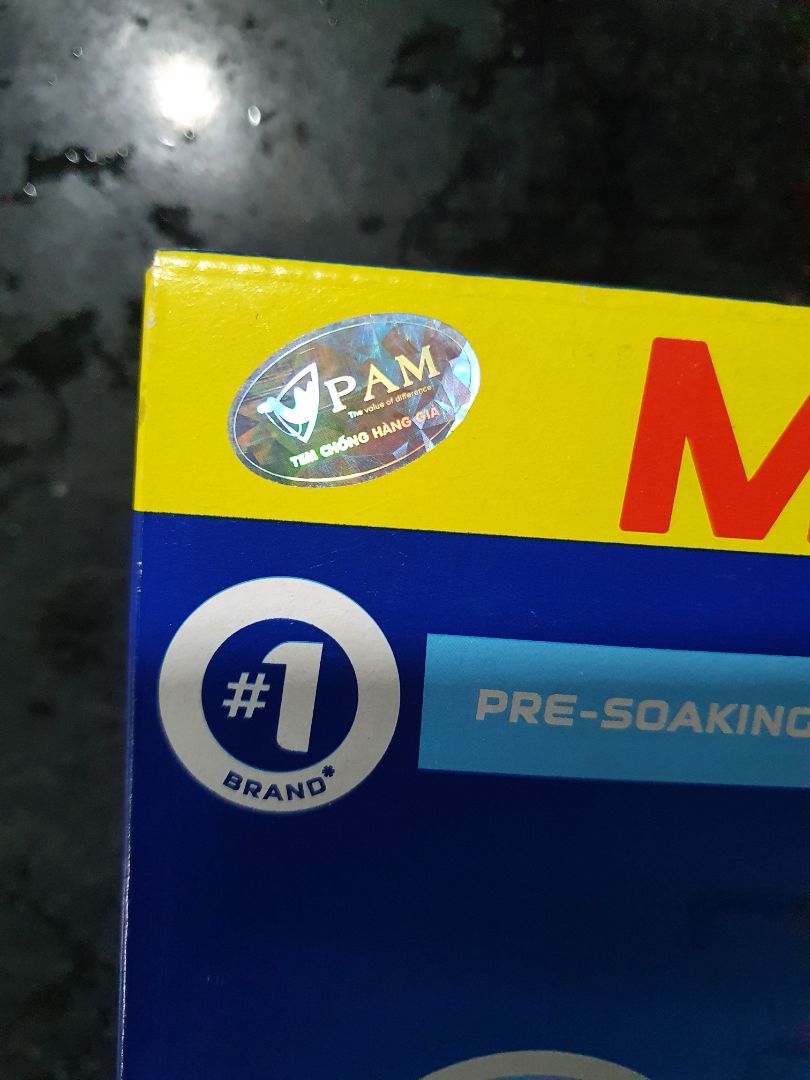 PAM
The value of difference
TEM CHỐNG HÀNG GIẢ
M
#1
BRAND*
PRE-SOAKING